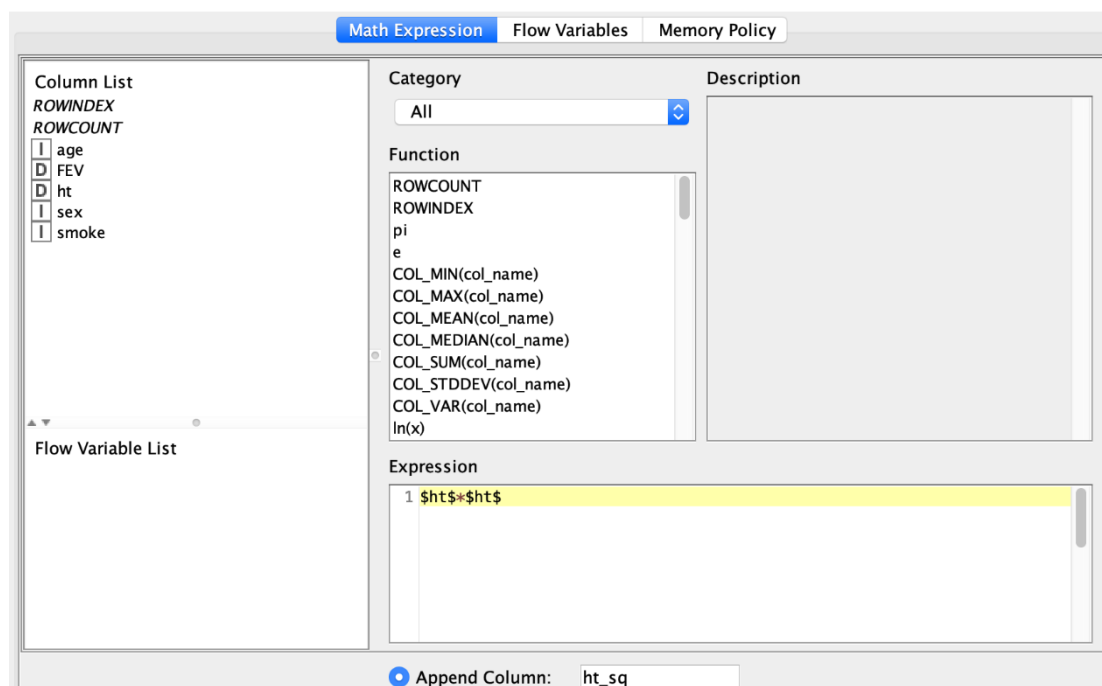 Math Expression Flow Variables Memory Policy
Column List
ROWINDEX
ROWCOUNT
I age
D FEV
D ht
I sex
I smoke
Flow Variable List
Category
All
Function
ROWCOUNT
ROWINDEX
pi
e
COL_MIN(col_name)
COL_MAX(col_name)
COL_MEAN(col_name)
COL_MEDIAN(col_name)
COL_SUM(col_name)
COL_STDDEV(col_name)
COL_VAR(col_name)
ln(x)
Description
Expression
1 $ht$*$ht$
Append Column: ht_sq